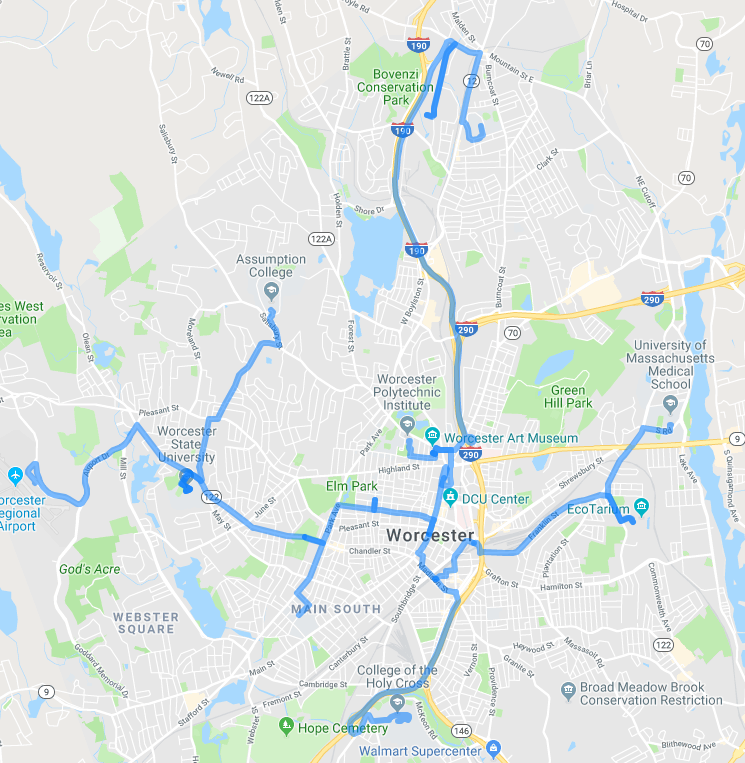 oyle Rd
190
Malden St
Hospital Dr
70
Holden St
Brattle St
Bovenzi
Conservation
Park
12
Burncoat St
Mountain St E
Briar Ln
Newell Rd
122A
190
Salisbury St
Clark St
70
NE Cutoff
Holden St
Shore Dr
122A
190
Reservoir St
Assumption
College
W Boylston St
Burncoat St
290
es West
ervation
ea
Olean St
Moreland St
Salisbury St
Forest St
290
70
University of
Massachusetts
Medical
School
Worcester
Polytechnic
Institute
Green
Hill Park
Pleasant St
Worcester
State
University
Park Ave
Worcester Art Museum
S Rd
9
290
Airport Dr
Mill St
Highland St
Shrewsbury St
Lake Ave
S Quinsigamond Ave
orcester
egional
Airport
122
Elm Park
DCU Center
EcoTarium
May St
June St
Park Ave
Pleasant St
Worcester
Franklin St
Chandler St
Plantation St
God's Acre
Madison St
Southbridge St
Grafton St
Hamilton St
Commonwealth Ave
WEBSTER
SQUARE
MAIN SOUTH
Canterbury St
Vernon St
Heywood St
Massasoit Rd
122
Goddard Memorial Dr
Main St
College of the
Holy Cross
Granite St
Providence St
9
Stafford St
Cambridge St
Fremont St
Webster St
Broad Meadow Brook
Conservation Restriction
Hope Cemetery
McKeon Rd
146
Walmart Supercenter
Blithewood Ave